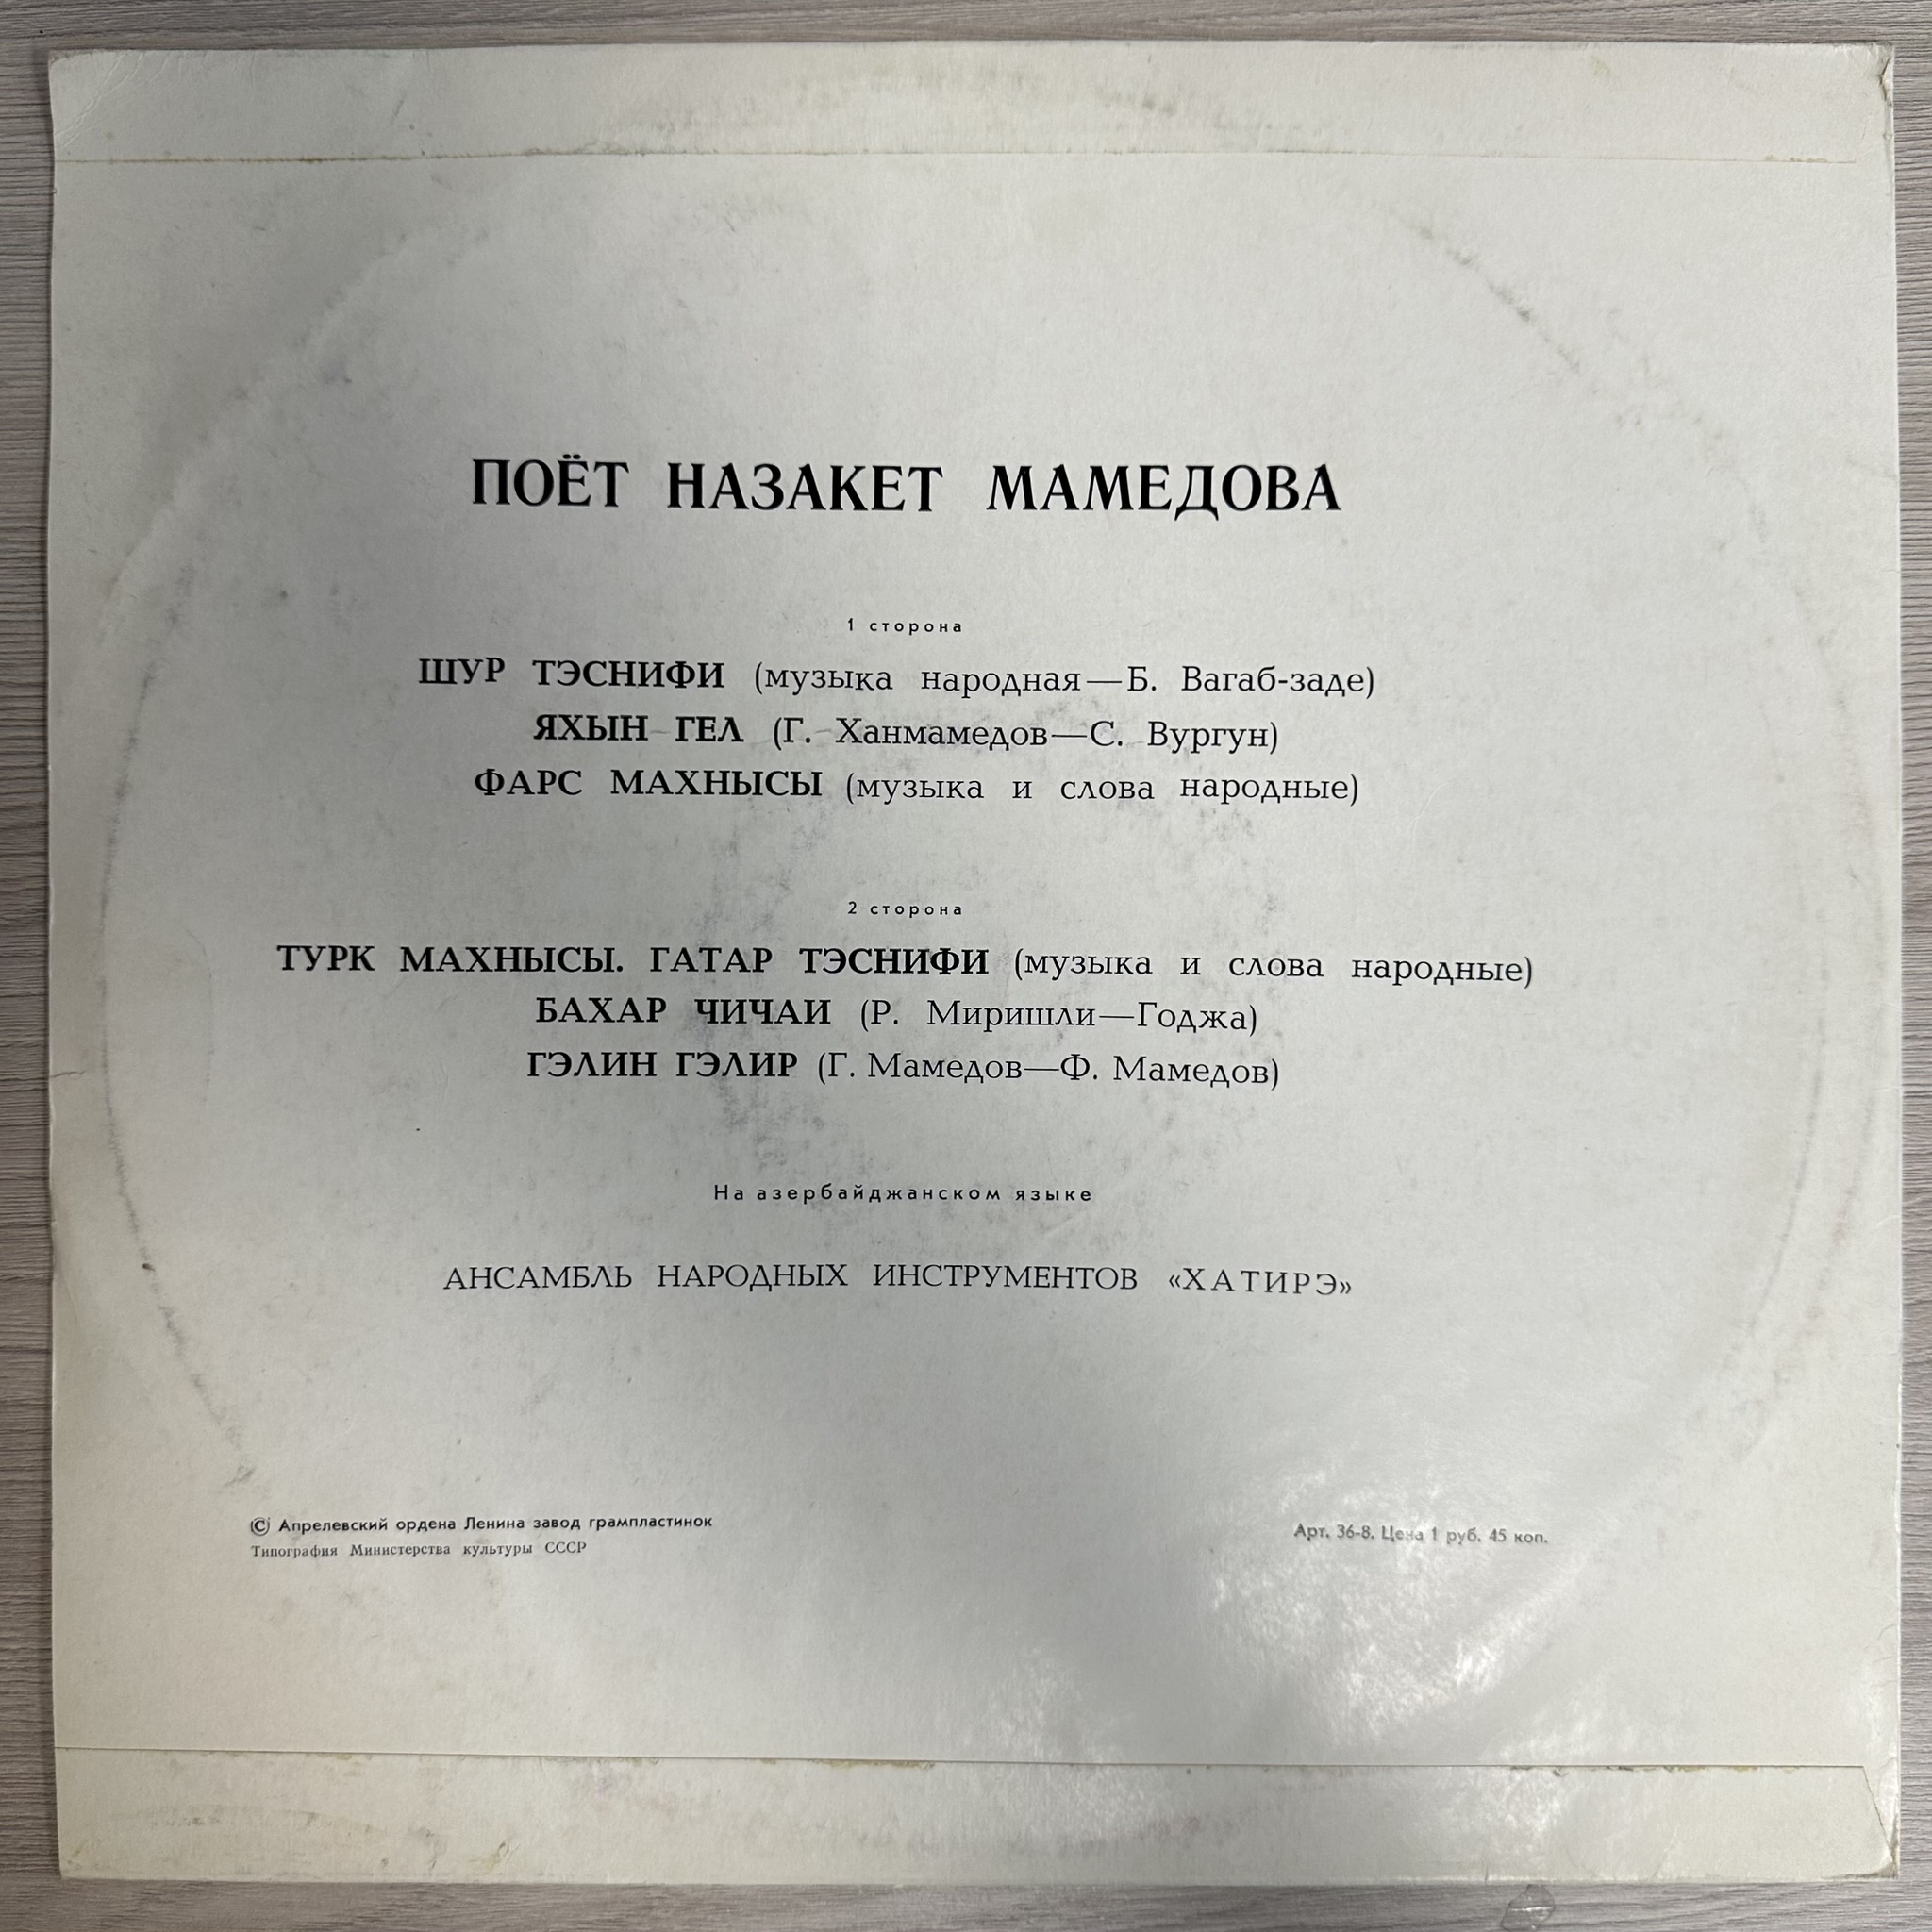 ПОЁТ НАЗАКЕТ МАМЕДОВА
1 сторона
ШУР ТЭСНИФИ (музыка народная—Б. Вагаб-заде)
ЯХЫН ГЕЛ (Г. Ханмамедов—С. Вургун)
ФАРС МАХНЫСЫ (музыка и слова народные)
2 сторона
ТУРК МАХНЫСЫ. ГАТАР ТЭСНИФИ (музыка и слова народные)
БАХАР ЧИЧАИ (Р. Миришли—Годжа)
ГЭЛИН ГЭЛИР (Г. Мамедов—Ф. Мамедов)
На азербайджанском языке
АНСАМБЛЬ НАРОДНЫХ ИНСТРУМЕНТОВ «ХАТИРЭ»
© Апрелевский ордена Ленина завод грампластинок
Типография Министерства культуры СССР
Арт. 36-8. Цена 1 руб. 45 коп.